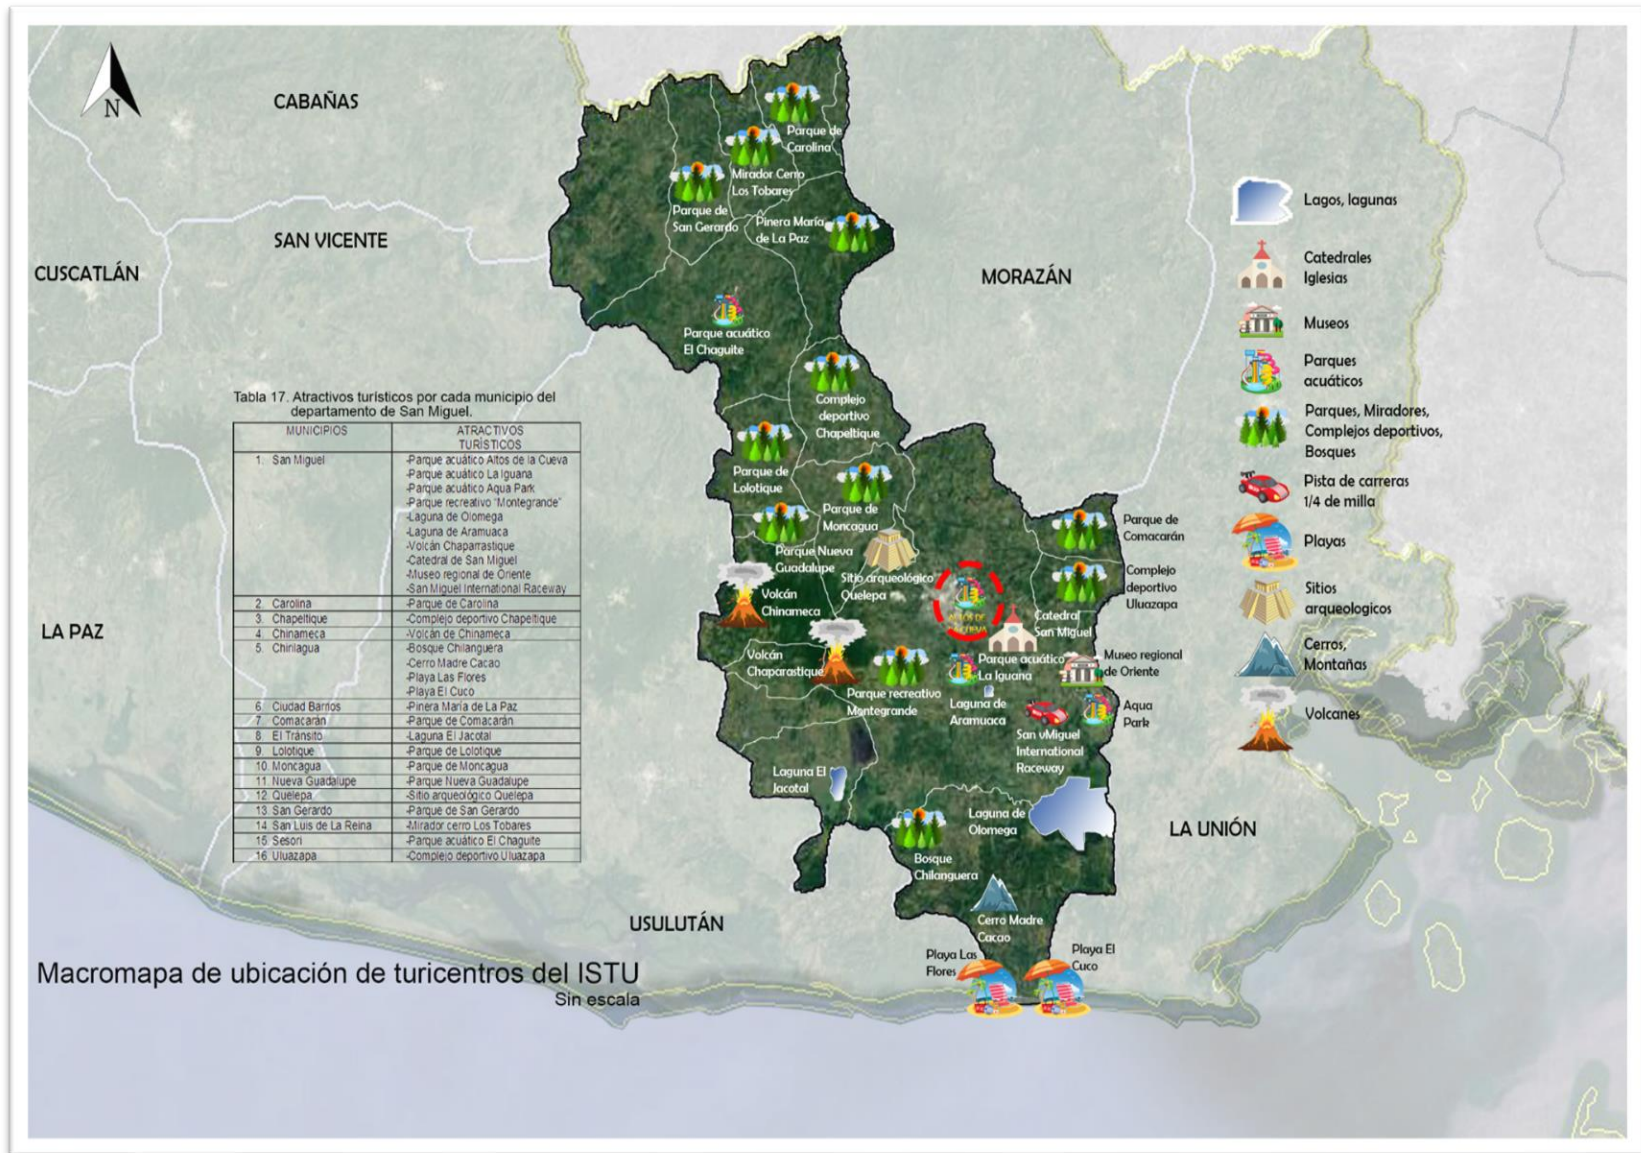 N
CABAÑAS
SAN VICENTE
CUSCATLÁN
MORAZÁN
LA PAZ
USULUTÁN
LA UNIÓN
Parque de
Carolina
Mirador Cerro
Los Tobares
Parque de
San Gerardo
Pinera María
de La Paz
Parque acuático
El Chaguite
Complejo
deportivo
Chapeltique
Parque de
Lolotique
Parque de
Moncagua
Parque Nueva
Guadalupe
Sitio arqueológico
Quelepa
Parque de
Comacarán
Complejo
deportivo
Uluazapa
Volcán
Chinameca
ALTOS DE
LA CUEVA
Catedral
San Miguel
Volcán
Chaparastique
Parque recreativo
Montegrande
Parque acuático
La Iguana
Museo regional
de Oriente
Laguna de
Aramuaca
Aqua
Park
San vMiguel
International
Raceway
Laguna El
Jacotal
Laguna de
Olomega
Bosque
Chilanguera
Cerro Madre
Cacao
Playa Las
Flores
Playa El
Cuco
Tabla 17. Atractivos turísticos por cada municipio del
departamento de San Miguel.
MUNICIPIOS
ATRACTIVOS
TURÍSTICOS
1. San Miguel
-Parque acuático Altos de la Cueva
-Parque acuático La Iguana
-Parque acuático Aqua Park
-Parque recreativo "Montegrande"
-Laguna de Olomega
-Laguna de Aramuaca
-Volcán Chaparrastique
-Catedral de San Miguel
-Museo regional de Oriente
-San Miguel International Raceway
2. Carolina -Parque de Carolina
3. Chapeltique -Complejo deportivo Chapeltique
4. Chinameca -Volcán de Chinameca
5. Chirilagua -Bosque Chilanguera
-Cerro Madre Cacao
-Playa Las Flores
-Playa El Cuco
6. Ciudad Barrios -Pinera María de La Paz
7. Comacarán -Parque de Comacarán
8. El Tránsito -Laguna El Jacotal
9. Lolotique -Parque de Lolotique
10. Moncagua -Parque de Moncagua
11. Nueva Guadalupe -Parque Nueva Guadalupe
12. Quelepa -Sitio arqueológico Quelepa
13. San Gerardo -Parque de San Gerardo
14. San Luis de La Reina -Mirador cerro Los Tobares
15. Sesori -Parque acuático El Chaguite
16. Uluazapa -Complejo deportivo Uluazapa
Lagos, lagunas
Catedrales
Iglesias
Museos
Parques
acuáticos
Parques, Miradores,
Complejos deportivos,
Bosques
Pista de carreras
1/4 de milla
Playas
Sitios
arqueologicos
Cerros,
Montañas
Volcanes
Macromapa de ubicación de turicentros del ISTU
Sin escala